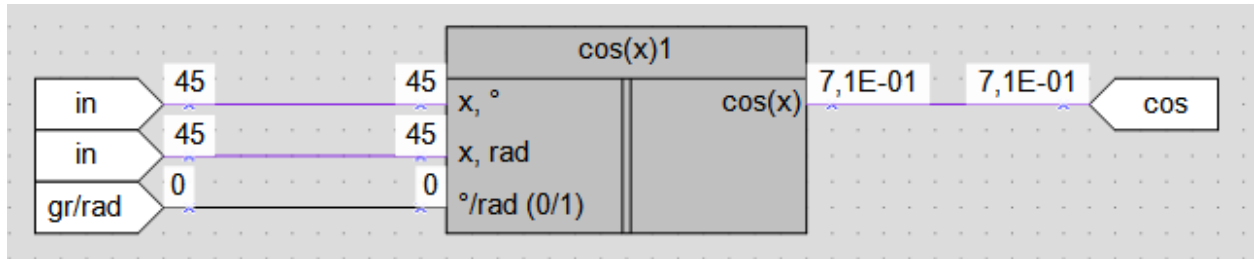 cos(x)1
in 45 45 x, ° cos(x) 7,1E-01 7,1E-01 cos
in 45 45 x, rad
gr/rad 0 0 °/rad (0/1)